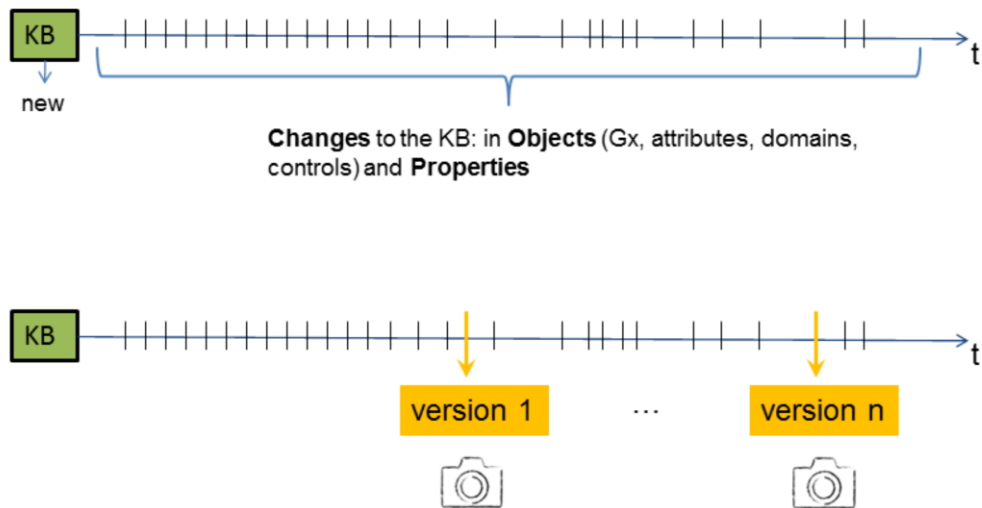 KB
t
new
Changes to the KB: in Objects (Gx, attributes, domains,
controls) and Properties
KB
t
version 1 ... version n